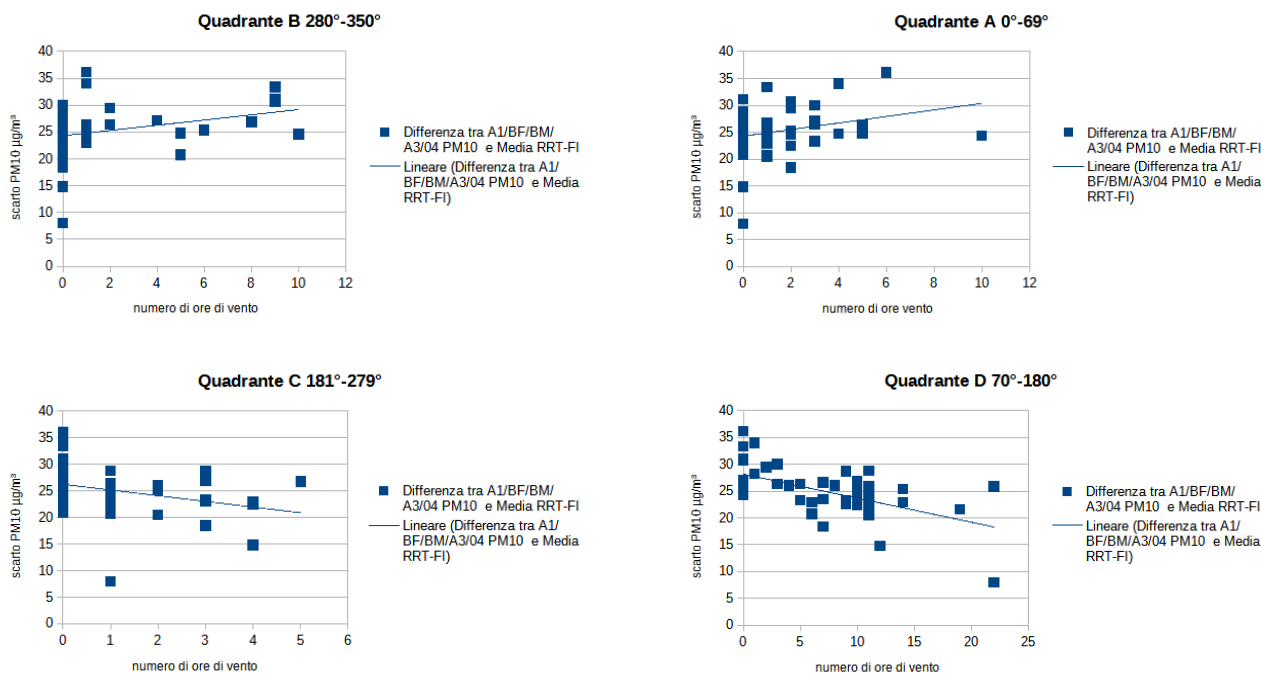 Quadrante B 280°-350°
40
35
30
25
20
15
10
5
0
0 2 4 6 8 10 12
scarto PM10 µg/m³
numero di ore di vento
Differenza tra A1/BF/BM/
A3/04 PM10 e Media RRT-FI
Lineare (Differenza tra A1/
BF/BM/A3/04 PM10 e Media
RRT-FI)
Quadrante A 0°-69°
40
35
30
25
20
15
10
5
0
0 2 4 6 8 10 12
scarto PM10 µg/m³
numero di ore vento
Differenza tra A1/BF/BM/
A3/04 PM10 e Media RRT-FI
Lineare (Differenza tra A1/
BF/BM/A3/04 PM10 e Media
RRT-FI)
Quadrante C 181°-279°
40
35
30
25
20
15
10
5
0
0 1 2 3 4 5 6
scarto PM10 µg/m³
numero di ore di vento
Differenza tra A1/BF/BM/
A3/04 PM10 e Media RRT-FI
Lineare (Differenza tra A1/
BF/BM/A3/04 PM10 e Media
RRT-FI)
Quadrante D 70°-180°
40
35
30
25
20
15
10
5
0
0 5 10 15 20 25
scarto PM10 µg/m³
numero di ore di vento
Differenza tra A1/BF/BM/
A3/04 PM10 e Media RRT-FI
Lineare (Differenza tra A1/
BF/BM/A3/04 PM10 e Media
RRT-FI)